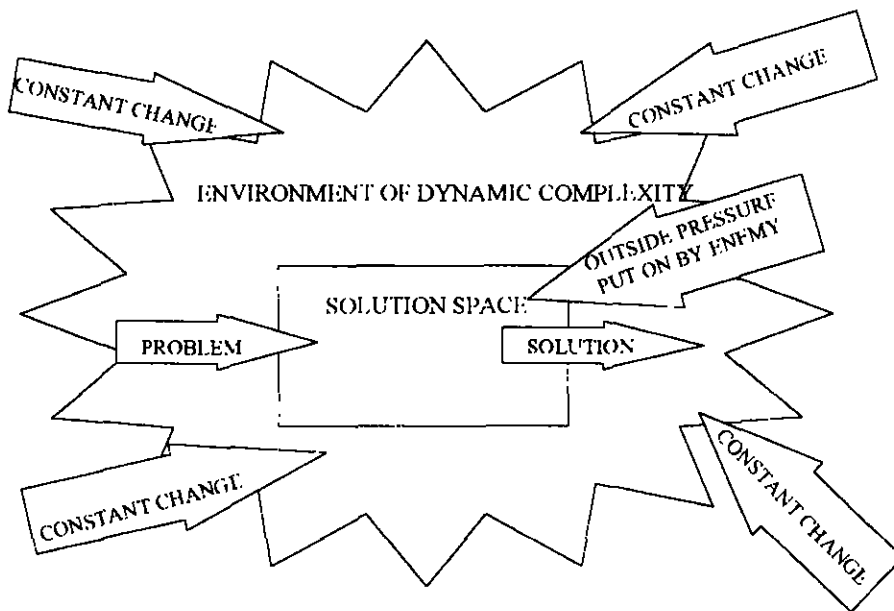 CONSTANT CHANGE
CONSTANT CHANGE
ENVIRONMENT OF DYNAMIC COMPLEXITY
OUTSIDE PRESSURE
PUT ON BY ENEMY
SOLUTION SPACE
PROBLEM
SOLUTION
CONSTANT CHANGE
CONSTANT CHANGE